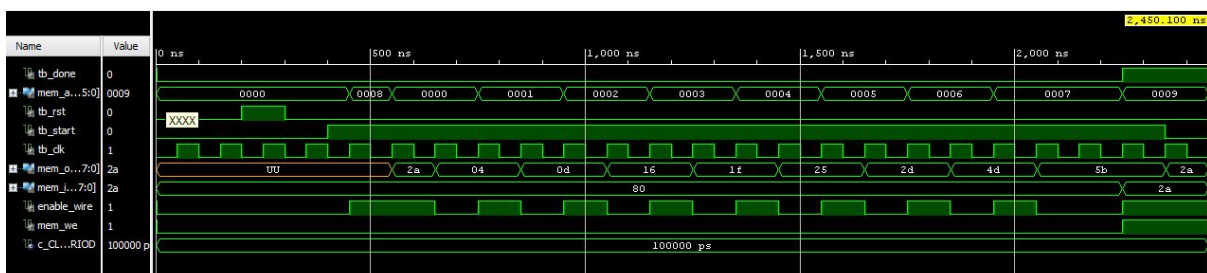 2,450.100 ns
Name Value
0 ns 500 ns 1,000 ns 1,500 ns 2,000 ns
tb_done 0
mem_a...5:0] 0009 0000 0008 0000 0001 0002 0003 0004 0005 0006 0007 0009
tb_rst 0
XXXX
tb_start 0
tb_clk 1
mem_o...7:0] 2a UU 2a 04 0d 16 1f 25 2d 4d 5b 2a
mem_i...7:0] 2a 80 2a
enable_wire 1
mem_we 1
c_CL...RIOD 100000 p 100000 ps